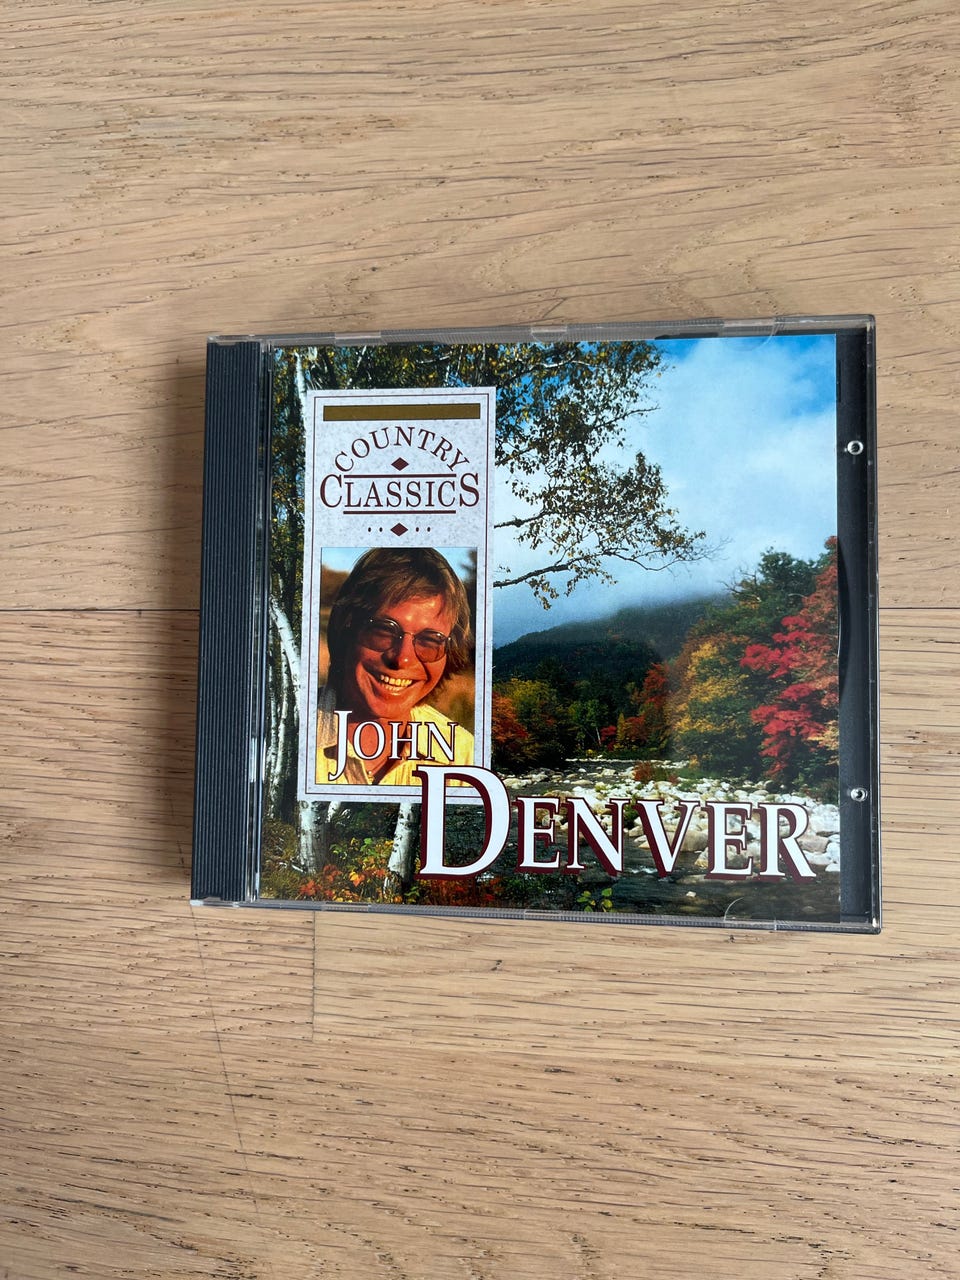 COUNTRY
CLASSICS
JOHN
DENVER